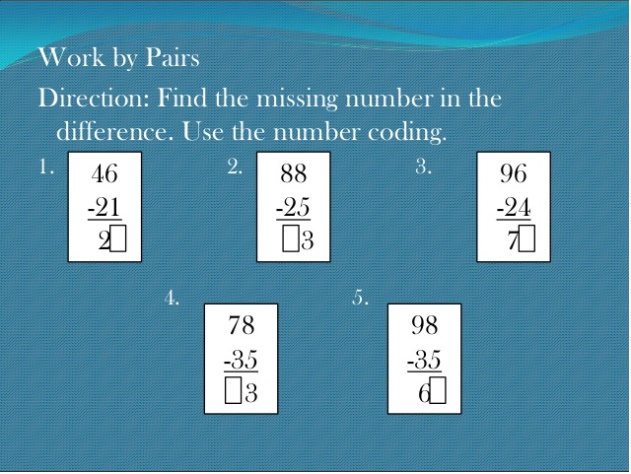 Work by Pairs
Direction: Find the missing number in the
difference. Use the number coding.
1. 2. 3.
46 88 96
-21 -25 -24
2□ □3 7□
4. 5.
78 98
-35 -35
□3 6□